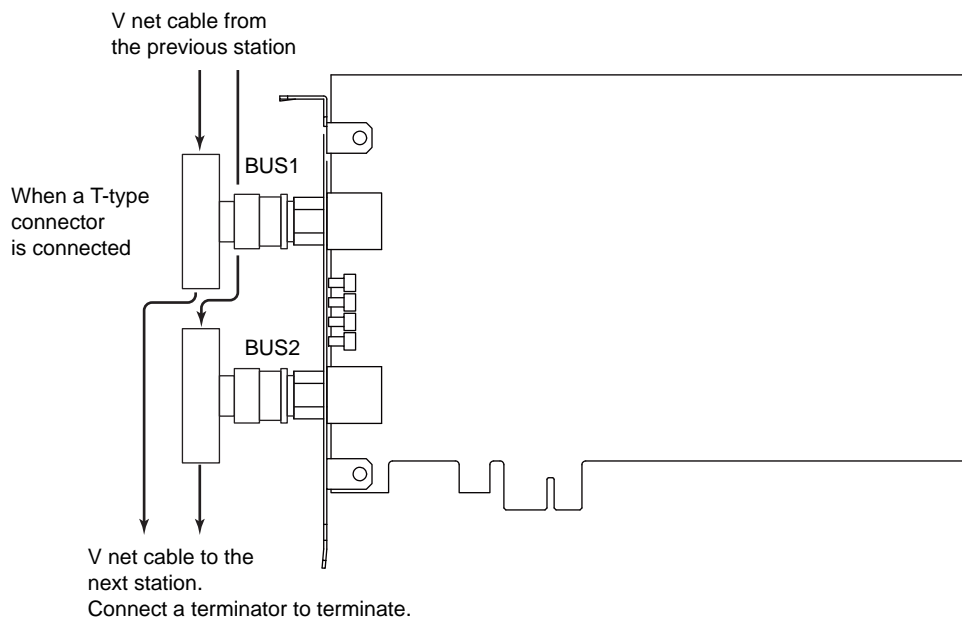 V net cable from
the previous station
BUS1
When a T-type
connector
is connected
BUS2
V net cable to the
next station.
Connect a terminator to terminate.